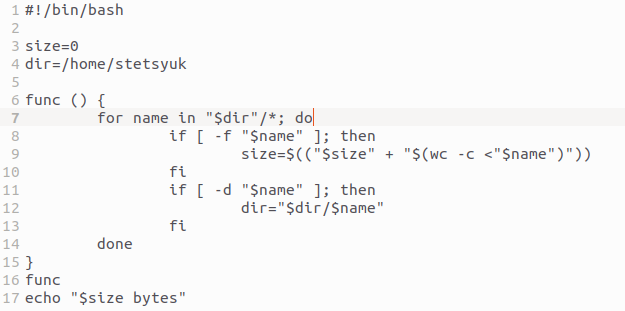 1 #!/bin/bash
2
3 size=0
4 dir=/home/stetsyuk
5
6 func () {
7         for name in "$dir"/*; do
8                 if [ -f "$name" ]; then
9                         size=$(("$size" + "$(wc -c <"$name")"))
10                 fi
11                 if [ -d "$name" ]; then
12                         dir="$dir/$name"
13                 fi
14         done
15 }
16 func
17 echo "$size bytes"